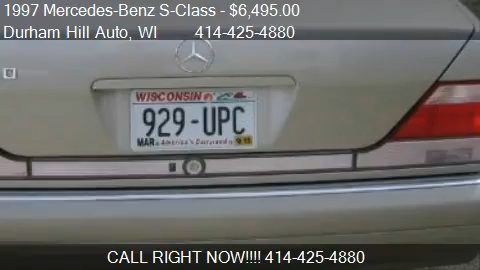 1997 Mercedes-Benz S-Class - $6,495.00
Durham Hill Auto, WI 414-425-4880
WISCONSIN
929-UPC
MAR America's Dairyland
CALL RIGHT NOW!!!! 414-425-4880